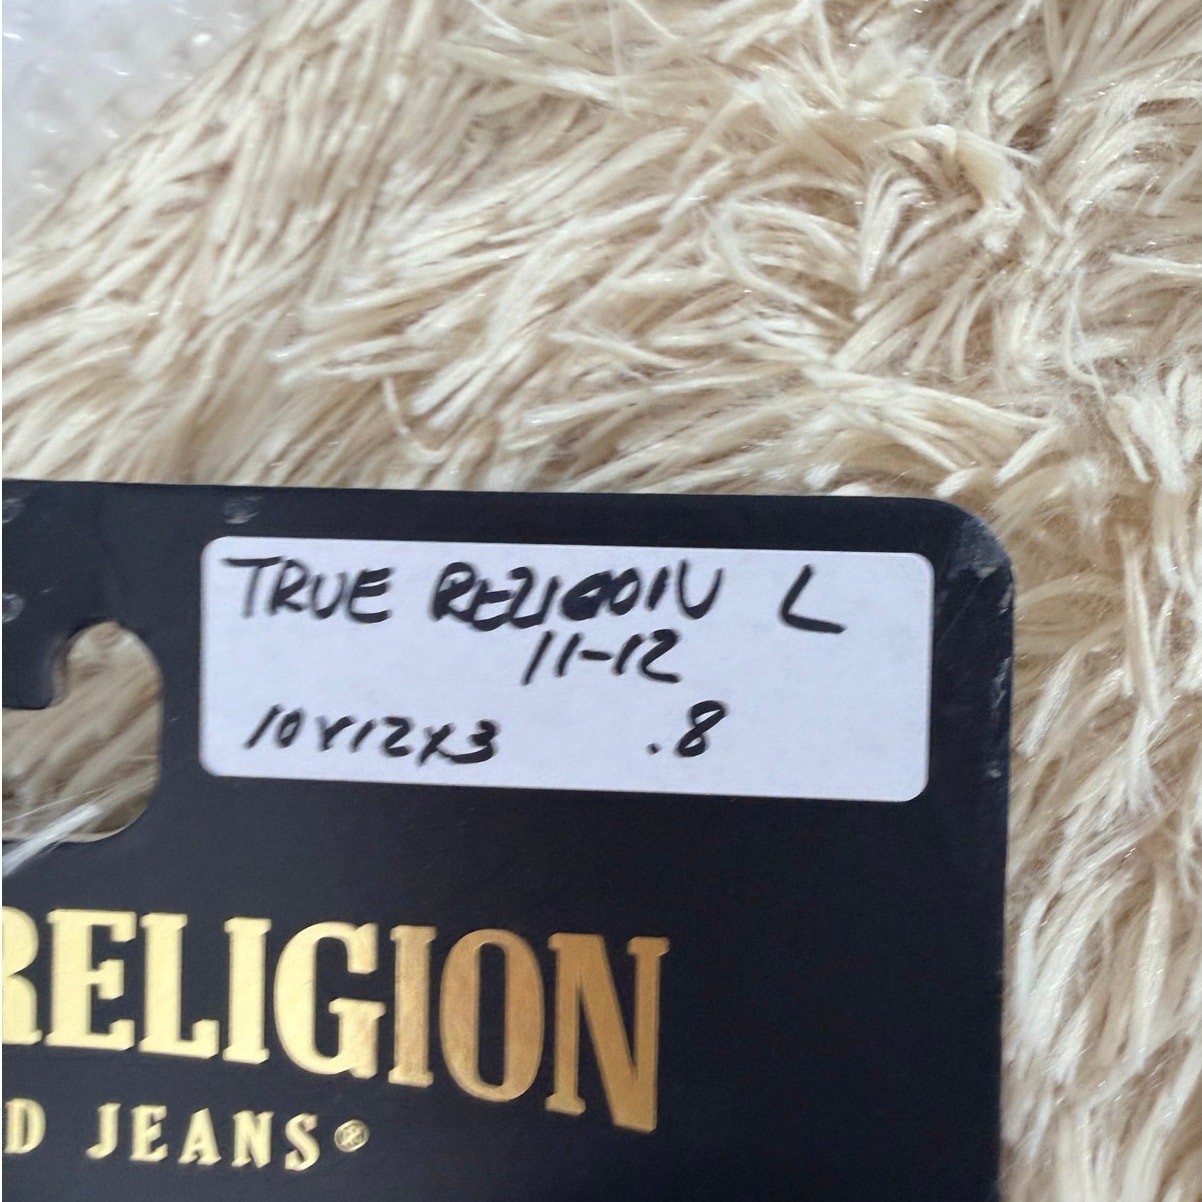 TRUE RELIGION L
11-12
10x12x3 .8
RELIGION
D JEANS®